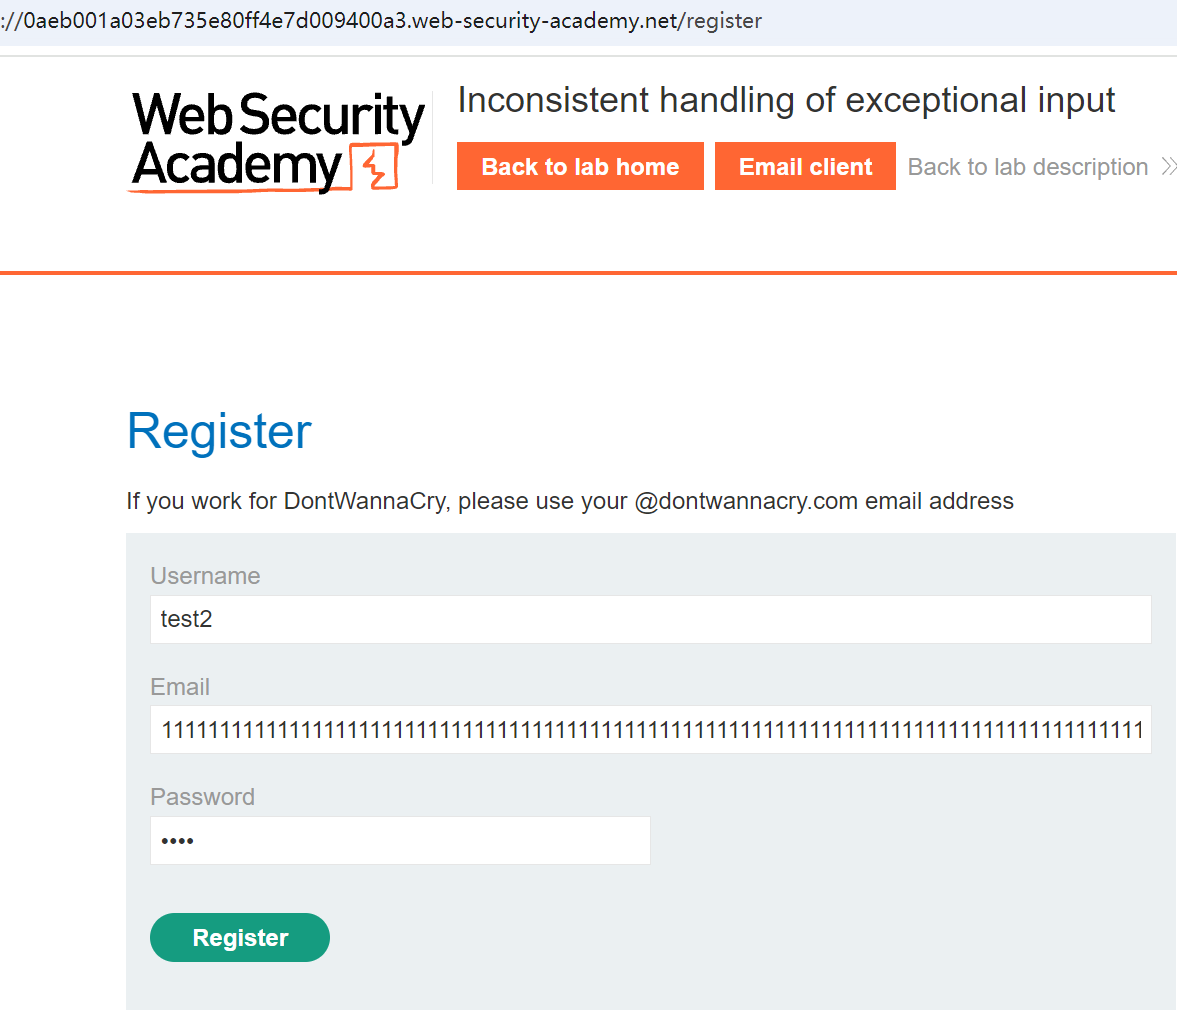 ://0aeb001a03eb735e80ff4e7d009400a3.web-security-academy.net/register
Web Security
Academy
Inconsistent handling of exceptional input
Back to lab home
Email client
Back to lab description
Register
If you work for DontWannaCry, please use your @dontwannacry.com email address
Username
test2
Email
Password
••••
Register